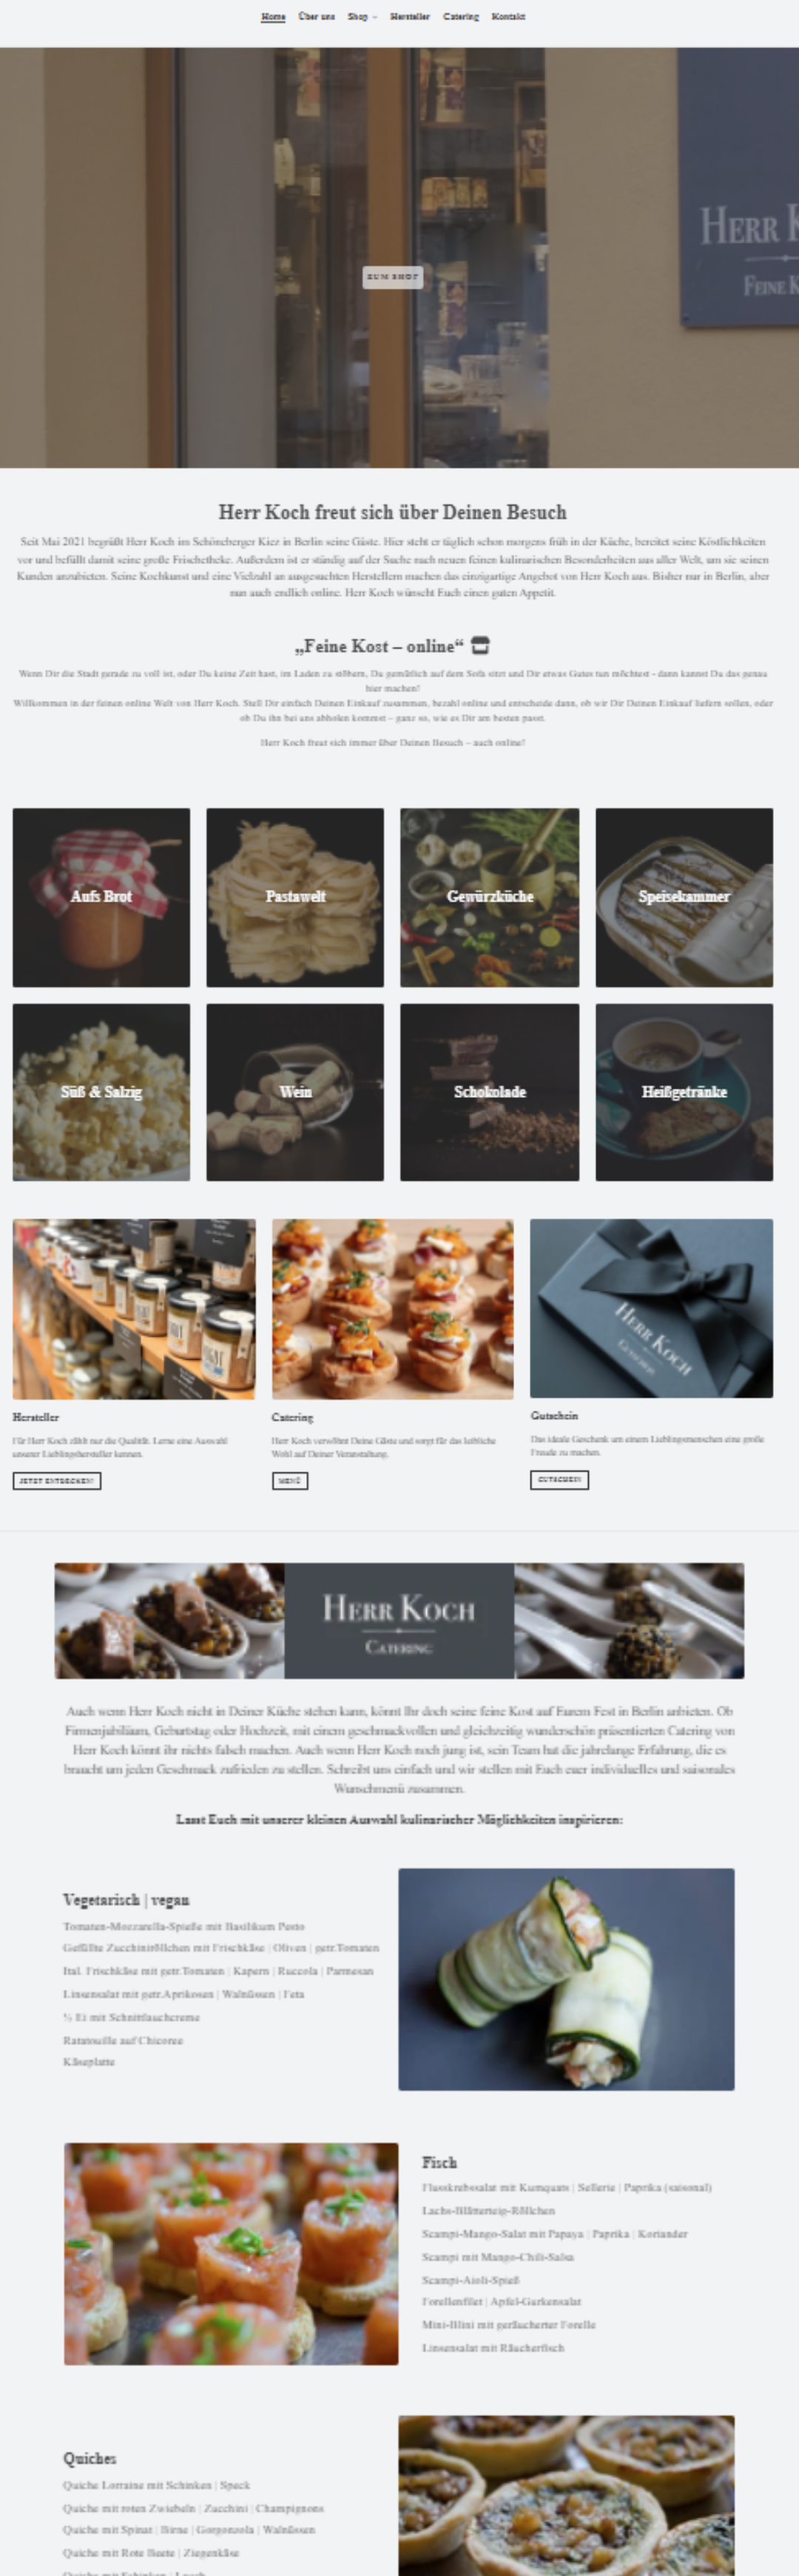 Home Über uns Shop Hersteller Catering Kontakt
HERR K
FEINE K
ZUM SHOP
Herr Koch freut sich über Deinen Besuch
Seit Mai 2021 begrüßt Herr Koch im Schöneberger Kiez in Berlin seine Gäste. Hier steht er täglich schon morgens früh in der Küche, bereitet seine Köstlichkeiten
vor und befüllt damit seine große Frischetheke. Außerdem ist er ständig auf der Suche nach neuen feinen kulinarischen Besonderheiten aus aller Welt, um sie seinen
Kunden anzubieten. Seine Kochkunst und eine Vielzahl an ausgesuchten Herstellern machen das einzigartige Angebot von Herr Koch aus. Bisher nur in Berlin, aber
nun auch endlich online. Herr Koch wünscht Euch einen guten Appetit.
„Feine Kost – online“
Wenn Dir die Stadt gerade zu voll ist, oder Du keine Zeit hast, im Laden zu stöbern, Du gemütlich auf dem Sofa sitzt und Dir etwas Gutes tun möchtest - dann kannst Du das genau
hier machen!
Willkommen in der feinen online Welt von Herr Koch. Stell Dir einfach Deinen Einkauf zusammen, bezahl online und entscheide dann, ob wir Dir Deinen Einkauf liefern sollen, oder
ob Du ihn bei uns abholen kommst – ganz so, wie es Dir am besten passt.
Herr Koch freut sich immer über Deinen Besuch – auch online!
Aufs Brot
Pastawelt
Gewürzküche
Speisekammer
Süß & Salzig
Wein
Schokolade
Heißgetränke
HERR KOCH
GUTSCHEIN
Hersteller
Für Herr Koch zählt nur die Qualität. Lerne eine Auswahl
unserer Lieblingshersteller kennen.
JETZT ENTDECKEN!
Catering
Herr Koch verwöhnt Deine Gäste und sorgt für das leibliche
Wohl auf Deiner Veranstaltung.
MENÜ
Gutschein
Das ideale Geschenk um einem Lieblingsmenschen eine große
Freude zu machen.
GUTSCHEIN
HERR KOCH
CATERING
Auch wenn Herr Koch nicht in Deiner Küche stehen kann, könnt Ihr doch seine feine Kost auf Eurem Fest in Berlin anbieten. Ob
Firmenjubiläum, Geburtstag oder Hochzeit, mit einem geschmackvollen und gleichzeitig wunderschön präsentierten Catering von
Herr Koch könnt ihr nichts falsch machen. Auch wenn Herr Koch noch jung ist, sein Team hat die jahrelange Erfahrung, die es
braucht um jeden Geschmack zufrieden zu stellen. Schreibt uns einfach und wir stellen mit Euch euer individuelles und saisonales
Wunschmenü zusammen.
Lasst Euch mit unserer kleinen Auswahl kulinarischer Möglichkeiten inspirieren:
Vegetarisch | vegan
Tomaten-Mozzarella-Spieße mit Basilikum Pesto
Gefüllte Zucchiniröllchen mit Frischkäse | Oliven | getr.Tomaten
Ital. Frischkäse mit getr.Tomaten | Kapern | Ruccola | Parmesan
Linsensalat mit getr.Aprikosen | Walnüssen | Feta
½ Ei mit Schnittlauchcreme
Ratatouille auf Chicoree
Käseplatte
Fisch
Flusskrebssalat mit Kumquats | Sellerie | Paprika (saisonal)
Lachs-Blätterteig-Röllchen
Scampi-Mango-Salat mit Papaya | Paprika | Koriander
Scampi mit Mango-Chili-Salsa
Scampi-Aioli-Spieß
Forellenfilet | Apfel-Gurkensalat
Mini-Blini mit geräucherter Forelle
Linsensalat mit Räucherfisch
Quiches
Quiche Lorraine mit Schinken | Speck
Quiche mit roten Zwiebeln | Zucchini | Champignons
Quiche mit Spinat | Birne | Gorgonzola | Walnüssen
Quiche mit Rote Beete | Ziegenkäse
Quiche mit Schinken | Lauch